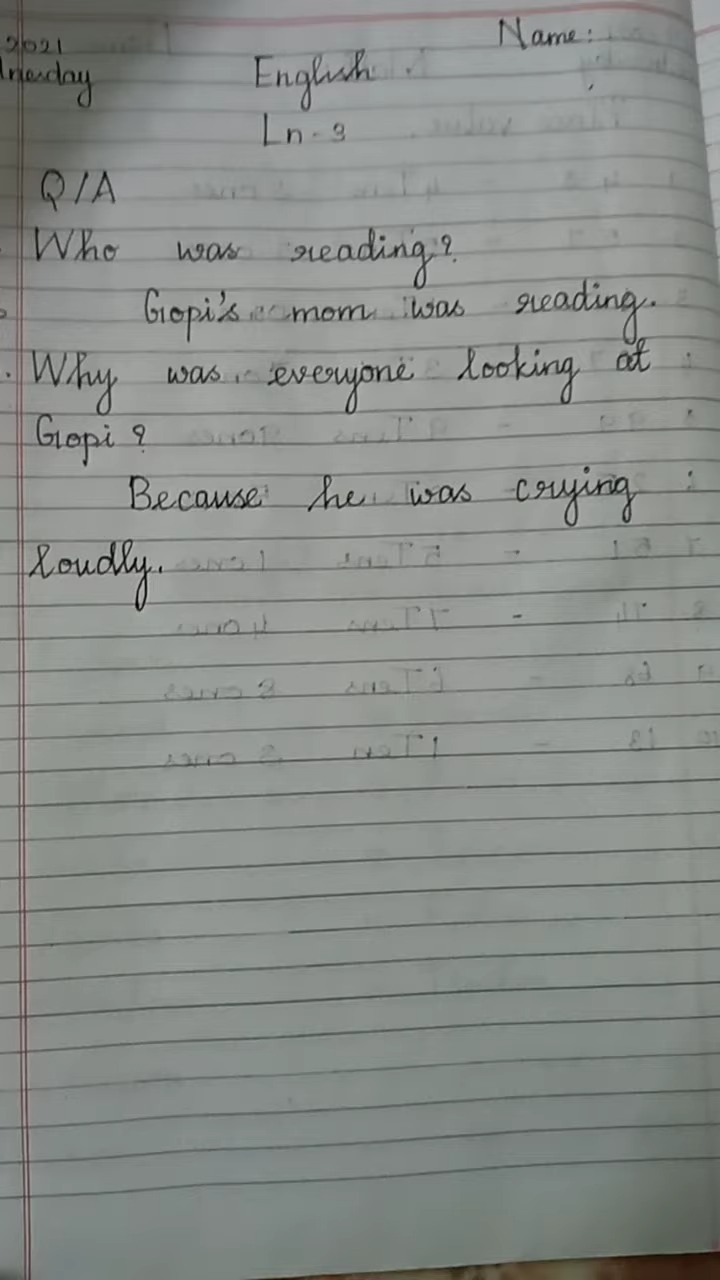 2021
Name:
English
Ln-3
Q/A
Who was reading?
Gopi's mom was reading.
Why was everyone looking at
Gopi?
Because he was crying
loudly.